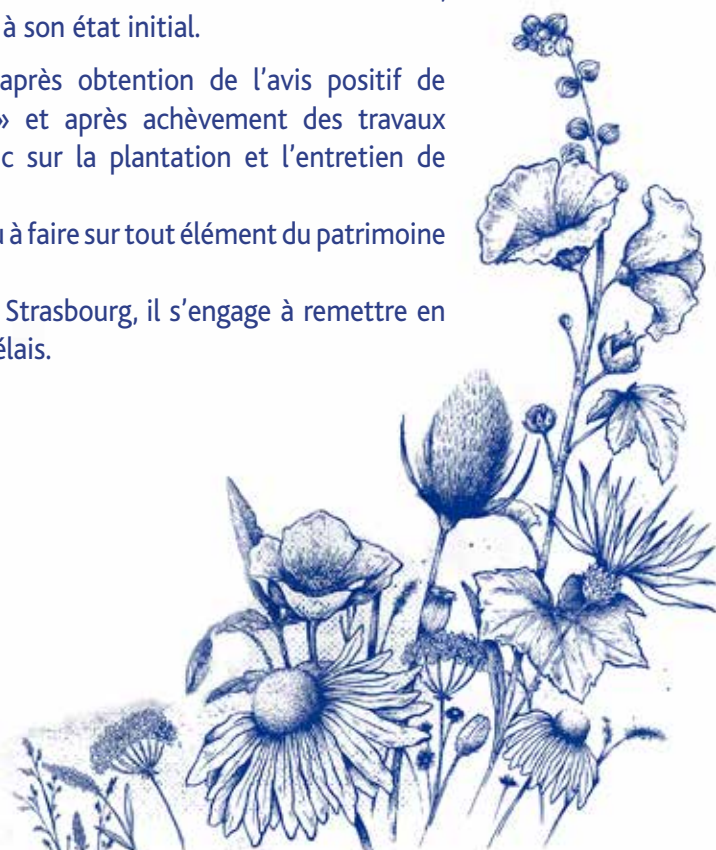 à son état initial.
après obtention de l'avis positif de
» et après achèvement des travaux
sur la plantation et l'entretien de
à faire sur tout élément du patrimoine
Strasbourg, il s'engage à remettre en